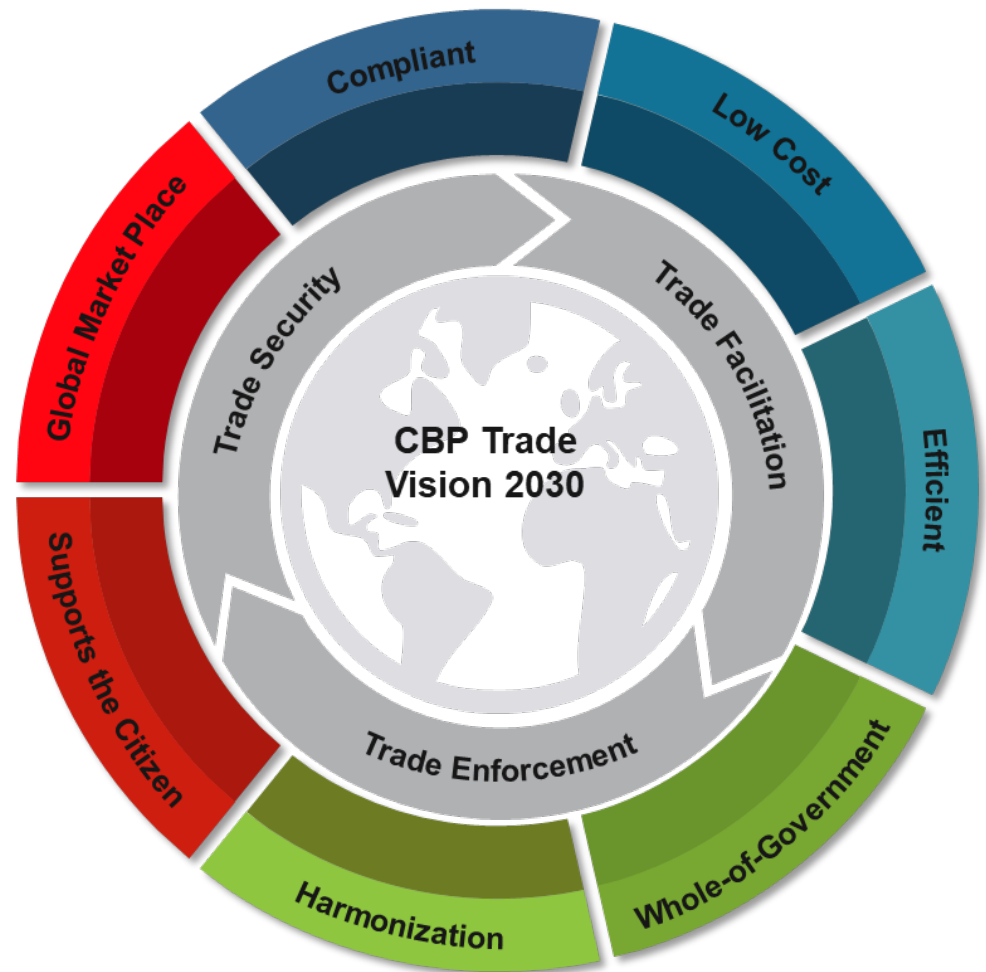 Compliant
Low Cost
Efficient
Whole-of-Government
Harmonization
Supports the Citizen
Global Market Place
Trade Security
Trade Facilitation
Trade Enforcement
CBP Trade
Vision 2030